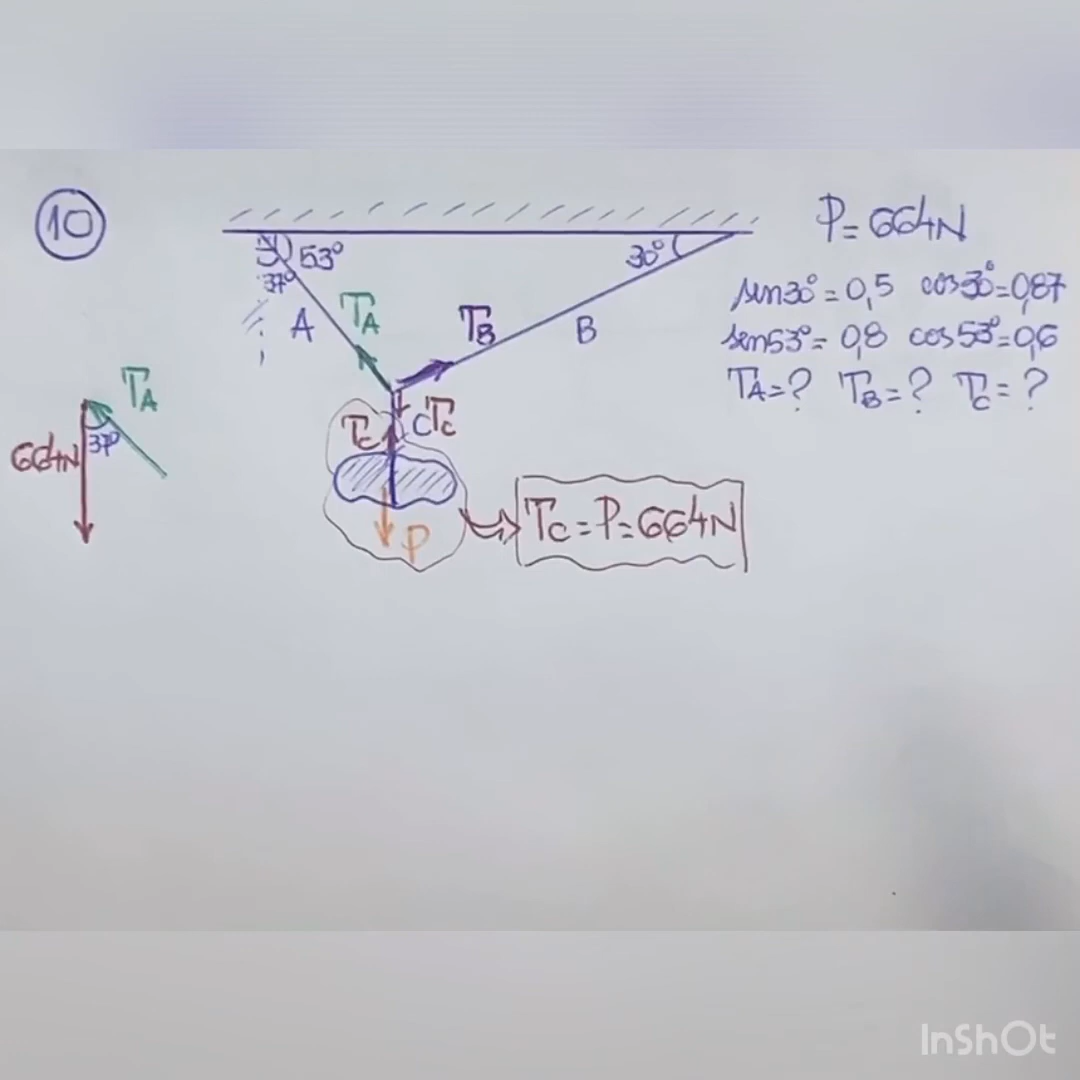 10
P=664N
53° 30°
37°
sen30°=0,5 cos30°=0,87
A TA TB B
sen53°=0,8 cos53°=0,6
TA=? TB=? TC=?
TA
664N 37°
TC C TC
P
TC=P=664N
InShOt